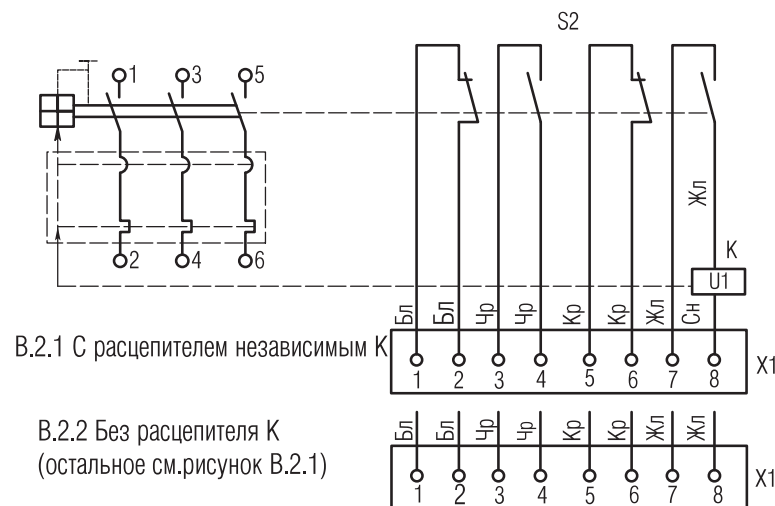 S2
1 3 5
2 4 6
Жл
K
U1
Бл Бл Чр Чр Кр Кр Жл Сн
В.2.1 С расцепителем независимым К
1 2 3 4 5 6 7 8
X1
В.2.2 Без расцепителя К
(остальное см.рисунок В.2.1)
Бл Бл Чр Чр Кр Кр Жл Жл
1 2 3 4 5 6 7 8
X1